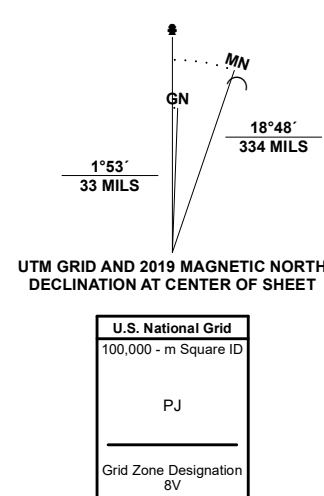 MN
GN
18°48´
334 MILS
1°53´
33 MILS
UTM GRID AND 2019 MAGNETIC NORTH
DECLINATION AT CENTER OF SHEET
U.S. National Grid
100,000 - m Square ID
PJ
Grid Zone Designation
8V